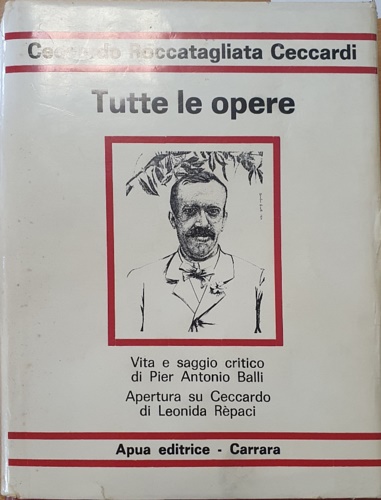 Ceccardo Roccatagliata Ceccardi
Tutte le opere
Vita e saggio critico
di Pier Antonio Balli
Apertura su Ceccardo
di Leonida Rèpaci
Apua editrice - Carrara